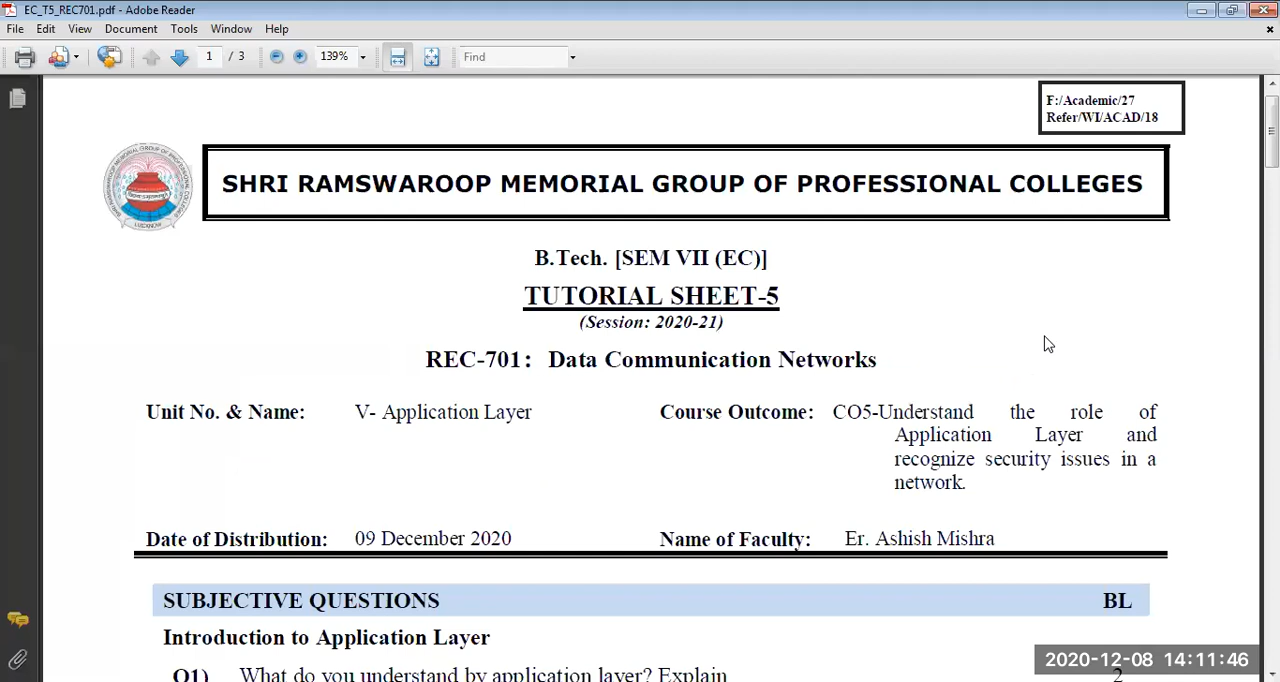 EC_T5_REC701.pdf - Adobe Reader
File Edit View Document Tools Window Help
1 / 3 139% Find
F:/Academic/27
Refer/WI/ACAD/18
SHRI RAMSWAROOP MEMORIAL GROUP OF PROFESSIONAL COLLEGES
B.Tech. [SEM VII (EC)]
TUTORIAL SHEET-5
(Session: 2020-21)
REC-701: Data Communication Networks
Unit No. & Name: V- Application Layer Course Outcome: CO5-Understand the role of
Application Layer and
recognize security issues in a
network.
Date of Distribution: 09 December 2020 Name of Faculty: Er. Ashish Mishra
SUBJECTIVE QUESTIONS BL
Introduction to Application Layer
Q1) What do you understand by application layer? Explain 2
2020-12-08 14:11:46